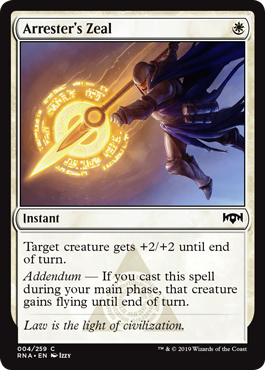 Arrester's Zeal
Instant
Target creature gets +2/+2 until end
of turn.
Addendum — If you cast this spell
during your main phase, that creature
gains flying until end of turn.
Law is the light of civilization.
004/259 C
RNA • EN Izzy
™ & © 2019 Wizards of the Coast